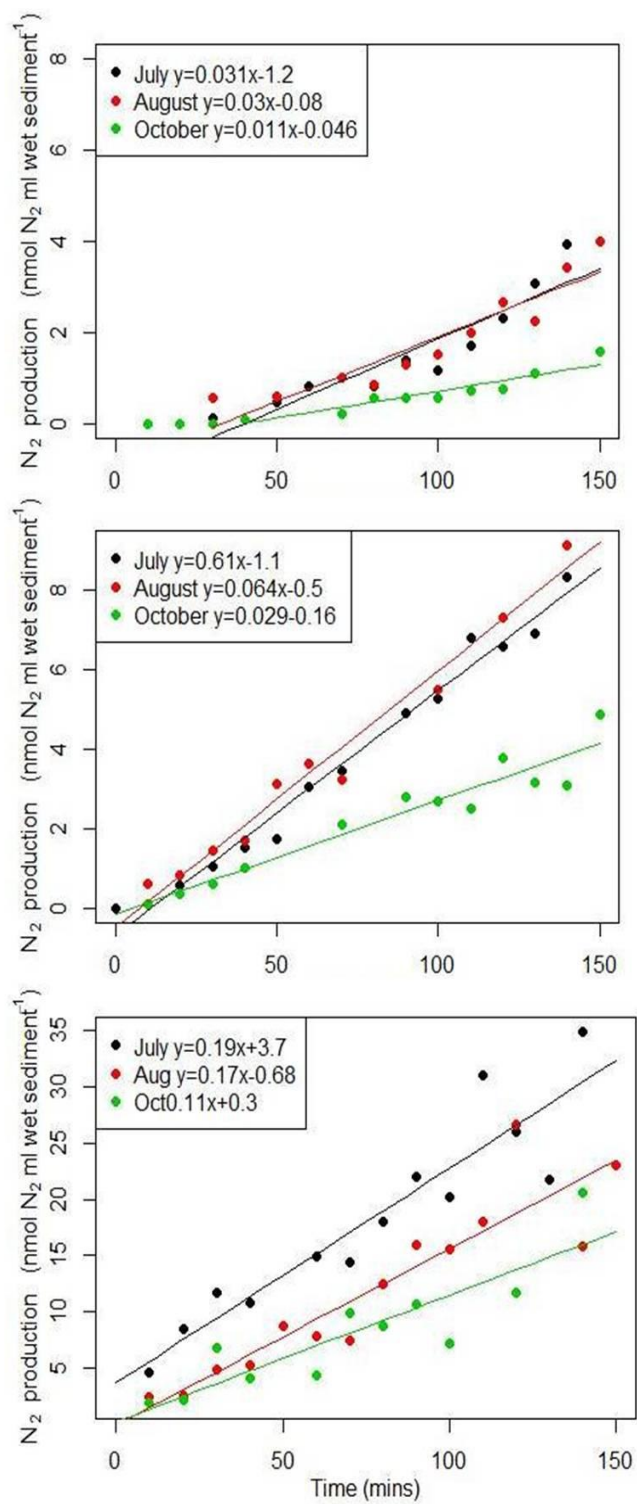 N₂ production (nmol N₂ ml wet sediment⁻¹)
8
6
4
2
0
July y=0.031x-1.2
August y=0.03x-0.08
October y=0.011x-0.046
0 50 100 150
N₂ production (nmol N₂ ml wet sediment⁻¹)
8
6
4
2
0
July y=0.61x-1.1
August y=0.064x-0.5
October y=0.029-0.16
0 50 100 150
N₂ production (nmol N₂ ml wet sediment⁻¹)
35
30
25
20
15
10
5
July y=0.19x+3.7
Aug y=0.17x-0.68
Oct0.11x+0.3
0 50 100 150
Time (mins)